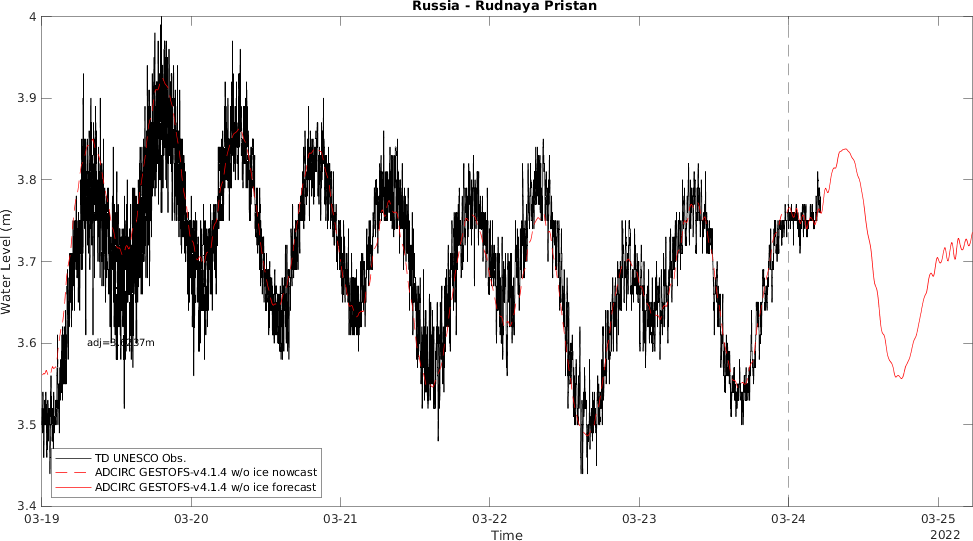 Russia - Rudnaya Pristan
4
3.9
3.8
3.7
3.6
3.5
3.4
Water Level (m)
TD UNESCO Obs.
ADCIRC GESTOFS-v4.1.4 w/o ice nowcast
ADCIRC GESTOFS-v4.1.4 w/o ice forecast
03-19 03-20 03-21 03-22 03-23 03-24 03-25
Time
2022